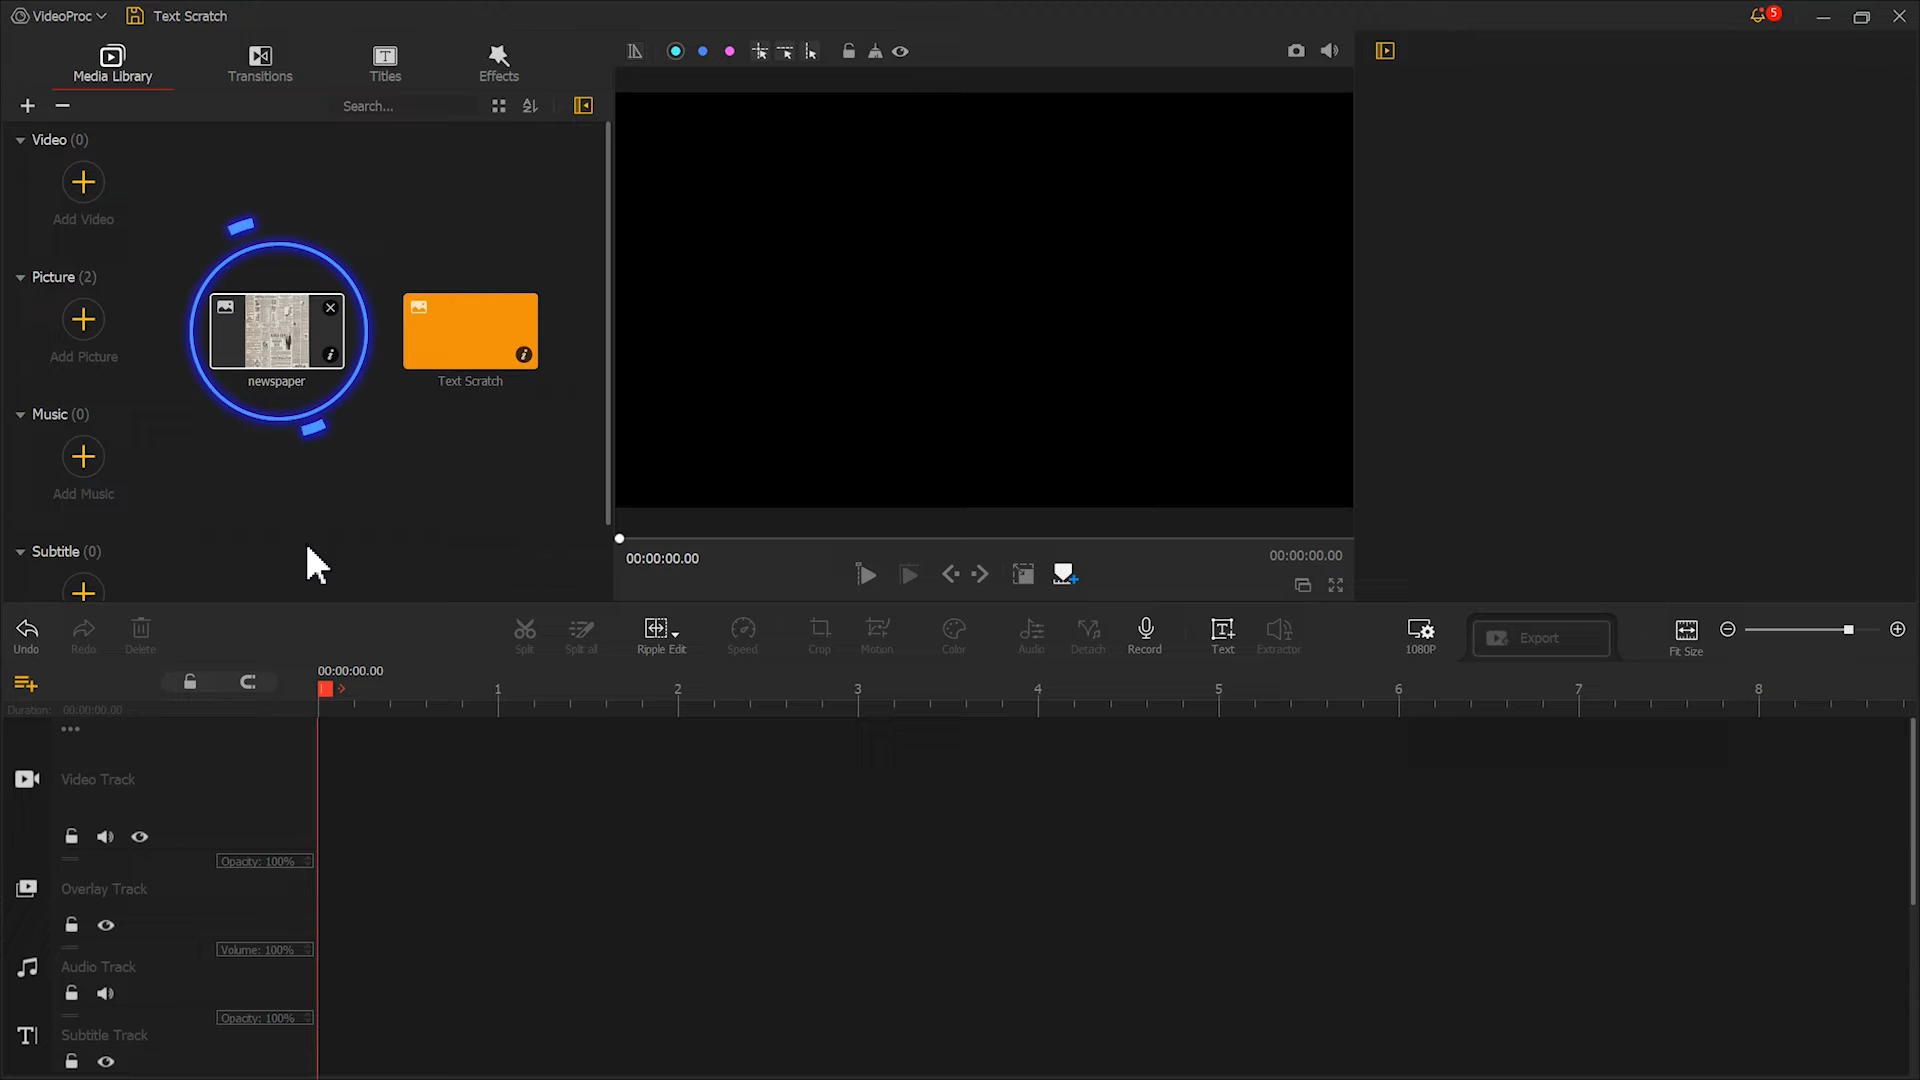 VideoProc
Text Scratch
5
Media Library
Transitions
Titles
Effects
Search...
Video (0)
Add Video
Picture (2)
Add Picture
newspaper
Text Scratch
Music (0)
Add Music
Subtitle (0)
00:00:00.00
00:00:00.00
Undo
Redo
Delete
Split
Split all
Ripple Edit
Speed
Crop
Motion
Color
Audio
Detach
Record
Text
Extractor
1080P
Export
Fit Size
00:00:00.00
1 2 3 4 5 6 7 8
Duration: 00:00:00.00
Video Track
Opacity: 100%
Overlay Track
Volume: 100%
Audio Track
Opacity: 100%
Subtitle Track